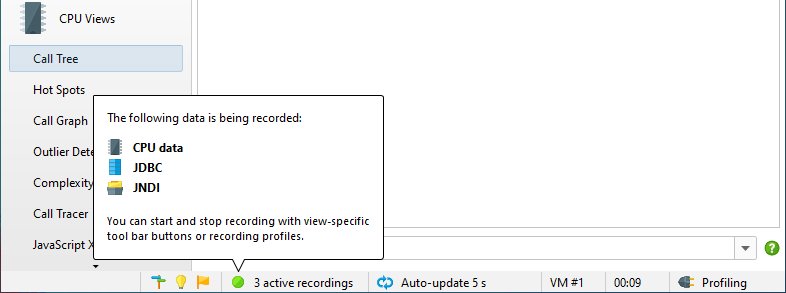 CPU Views
Call Tree
Hot Spots
Call Graph
Outlier Dete
Complexity
Call Tracer
JavaScript X
The following data is being recorded:
CPU data
JDBC
JNDI
You can start and stop recording with view-specific
tool bar buttons or recording profiles.
?
3 active recordings
Auto-update 5 s
VM #1
00:09
Profiling